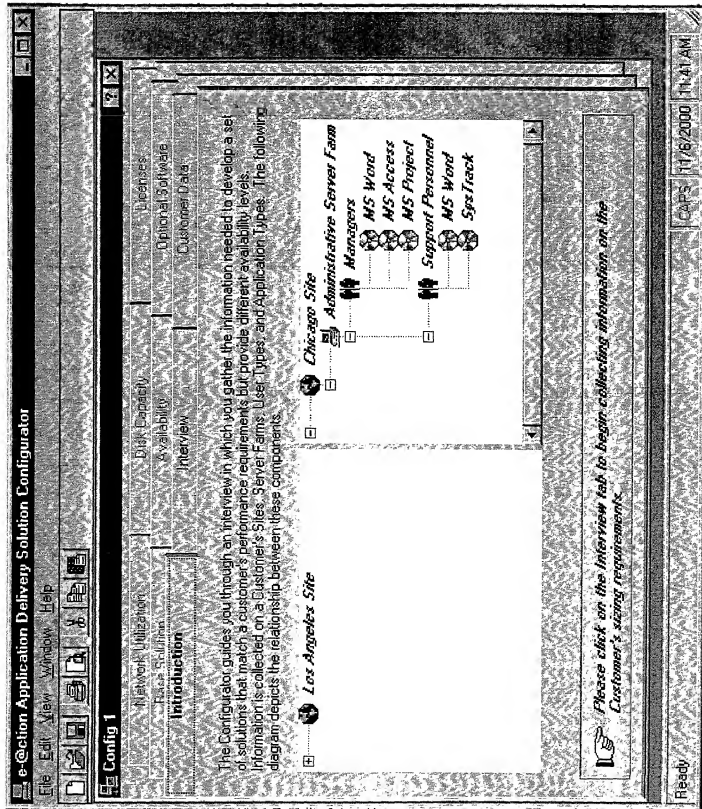 e-@ction Application Delivery Solution Configurator
File Edit View Window Help
Config 1
Network Utilization Disk Capacity Licenses
Base Solution Availability Optional Software
Introduction Interview Customer Data
The Configurator guides you through an interview in which you gather the information needed to develop a set
of solutions that match a customer's performance requirements but provide different availability levels.
Information is collected on a Customer's Sites, Server Farms, User Types, and Application Types. The following
diagram depicts the relationship between these components.
Los Angeles Site
Chicago Site
Administrative Server Farm
Managers
MS Word
MS Access
MS Project
Support Personnel
MS Word
SysTrack
Please click on the Interview tab to begin collecting information on the
Customer's sizing requirements.
Ready CAPS 11/6/2000 11:41 AM